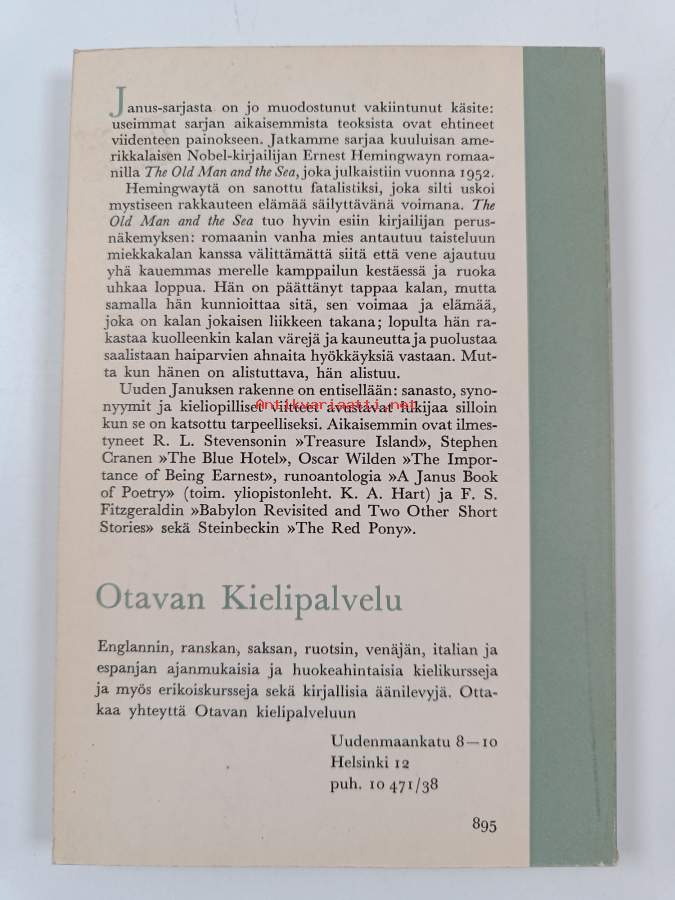 Janus-sarjasta on jo muodostunut vakiintunut käsite:
useimmat sarjan aikaisemmista teoksista ovat ehtineet
viidenteen painokseen. Jatkamme sarjaa kuuluisan ame-
rikkalaisen Nobel-kirjailijan Ernest Hemingwayn romaa-
nilla The Old Man and the Sea, joka julkaistiin vuonna 1952.
Hemingwaytä on sanottu fatalistiksi, joka silti uskoi
mystiseen rakkauteen elämää säilyttävänä voimana. The
Old Man and the Sea tuo hyvin esiin kirjailijan perus-
näkemyksen: romaanin vanha mies antautuu taisteluun
miekkakalan kanssa välittämättä siitä että vene ajautuu
yhä kauemmas merelle kamppailun kestäessä ja ruoka
uhkaa loppua. Hän on päättänyt tappaa kalan, mutta
samalla hän kunnioittaa sitä, sen voimaa ja elämää,
joka on kalan jokaisen liikkeen takana; lopulta hän ra-
kastaa kuolleenkin kalan värejä ja kauneutta ja puolustaa
saalistaan haiparvien ahnaita hyökkäyksiä vastaan. Mut-
ta kun hänen on alistuttava, hän alistuu.
Uuden Januksen rakenne on entisellään: sanasto, syno-
nyymit ja kieliopilliset liitteet avustavat lukijaa silloin
Antikvariaatti.net
kun se on katsottu tarpeelliseksi. Aikaisemmin ovat ilmes-
tyneet R. L. Stevensonin »Treasure Island», Stephen
Cranen »The Blue Hotel», Oscar Wilden »The Impor-
tance of Being Earnest», runoantologia »A Janus Book
of Poetry» (toim. yliopistonleht. K. A. Hart) ja F. S.
Fitzgeraldin »Babylon Revisited and Two Other Short
Stories» sekä Steinbeckin »The Red Pony».
Otavan Kielipalvelu
Englannin, ranskan, saksan, ruotsin, venäjän, italian ja
espanjan ajanmukaisia ja huokeahintaisia kielikursseja
ja myös erikoiskursseja sekä kirjallisia äänilevyjä. Otta-
kaa yhteyttä Otavan kielipalveluun
Uudenmaankatu 8—10
Helsinki 12
puh. 10 471/38
895